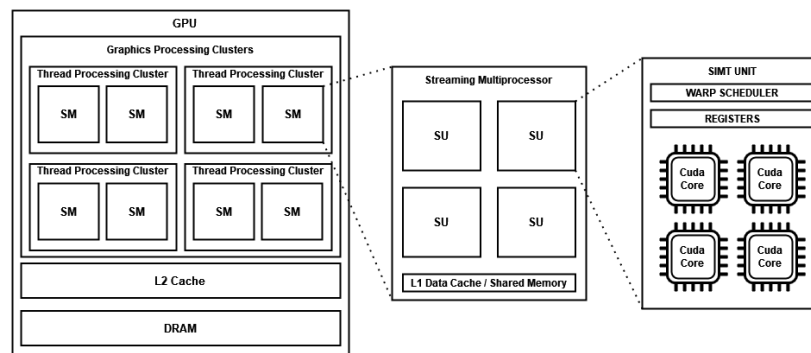 GPU
Graphics Processing Clusters
Thread Processing Cluster
SM
SM
Thread Processing Cluster
SM
SM
Thread Processing Cluster
SM
SM
Thread Processing Cluster
SM
SM
L2 Cache
DRAM
Streaming Multiprocessor
SU
SU
SU
SU
L1 Data Cache / Shared Memory
SIMT UNIT
WARP SCHEDULER
REGISTERS
Cuda
Core
Cuda
Core
Cuda
Core
Cuda
Core